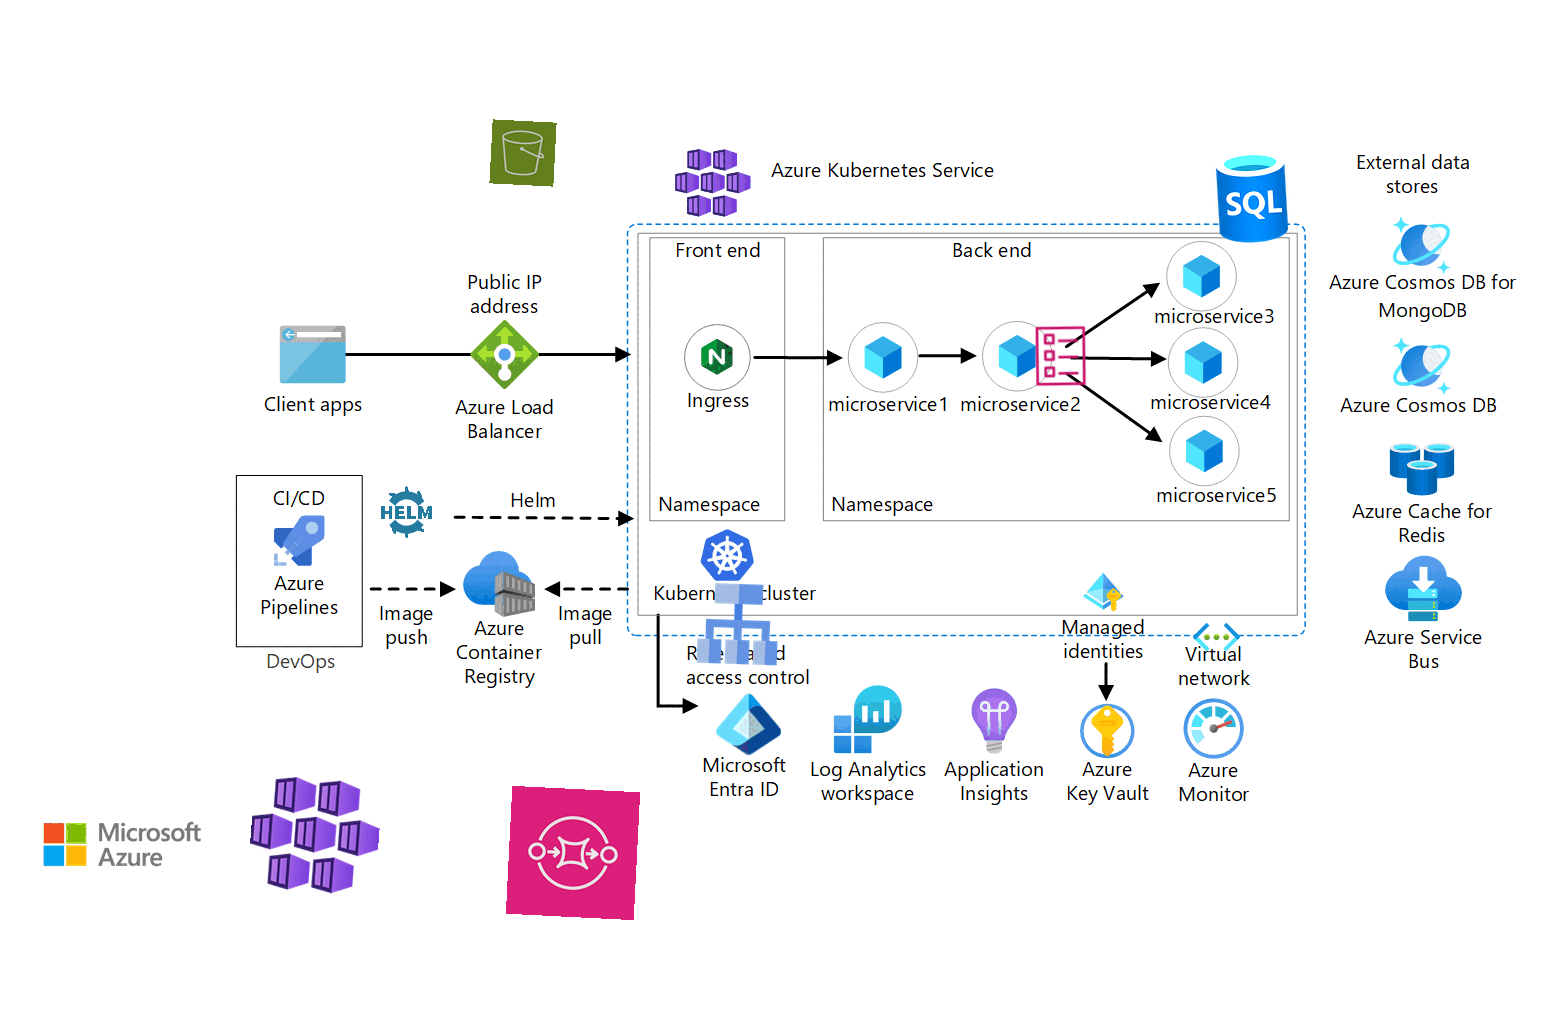 Azure Kubernetes Service
External data
stores
SQL
Front end
Back end
Public IP
address
Azure Cosmos DB for
MongoDB
microservice3
Client apps
Azure Load
Balancer
N
Ingress
microservice1
microservice2
microservice4
Azure Cosmos DB
microservice5
CI/CD
HELM
Helm
Namespace
Namespace
Azure Cache for
Redis
Azure
Pipelines
Image
push
Azure
Container
Registry
Image
pull
cluster
DevOps
Managed
identities
Virtual
network
Azure Service
Bus
access control
Microsoft
Entra ID
Log Analytics
workspace
Application
Insights
Azure
Key Vault
Azure
Monitor
Microsoft
Azure